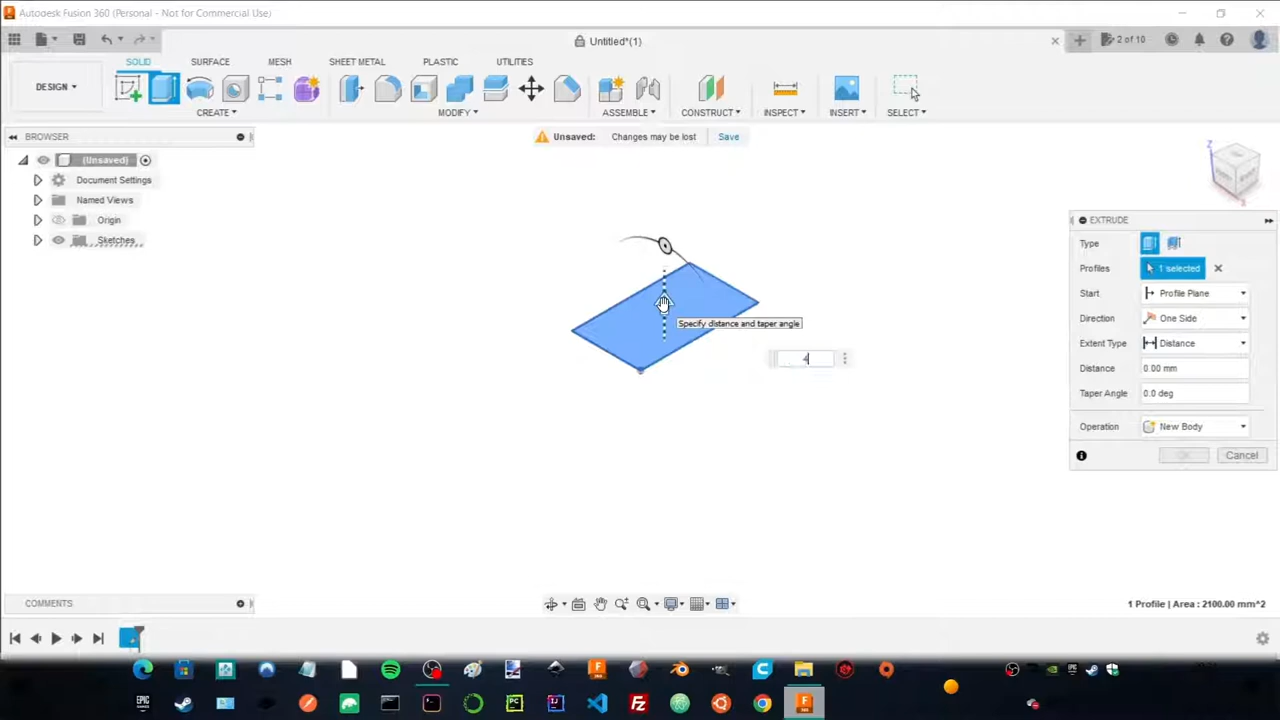 Autodesk Fusion 360 (Personal - Not for Commercial Use)
Untitled*(1)
2 of 10
SOLID SURFACE MESH SHEET METAL PLASTIC UTILITIES
DESIGN
CREATE MODIFY ASSEMBLE CONSTRUCT INSPECT INSERT SELECT
BROWSER
Unsaved: Changes may be lost Save
(Unsaved)
Document Settings
Named Views
Origin
Sketches
Z
EXTRUDE
Type
Profiles 1 selected
Start Profile Plane
Direction One Side
Extent Type Distance
Distance 0.00 mm
Taper Angle 0.0 deg
Operation New Body
Cancel
Specify distance and taper angle
4
COMMENTS
1 Profile | Area : 2100.00 mm^2
EPIC
PC